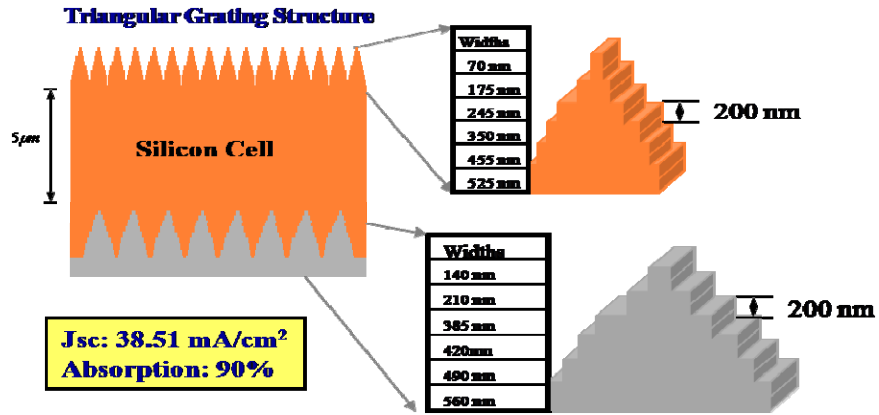 Triangular Grating Structure
Widths
70 nm
175 nm
245 nm
350 nm
455 nm
525 nm
200 nm
5μm
Silicon Cell
Widths
140 nm
210 nm
385 nm
420nm
490 nm
560 nm
200 nm
Jsc: 38.51 mA/cm²
Absorption: 90%